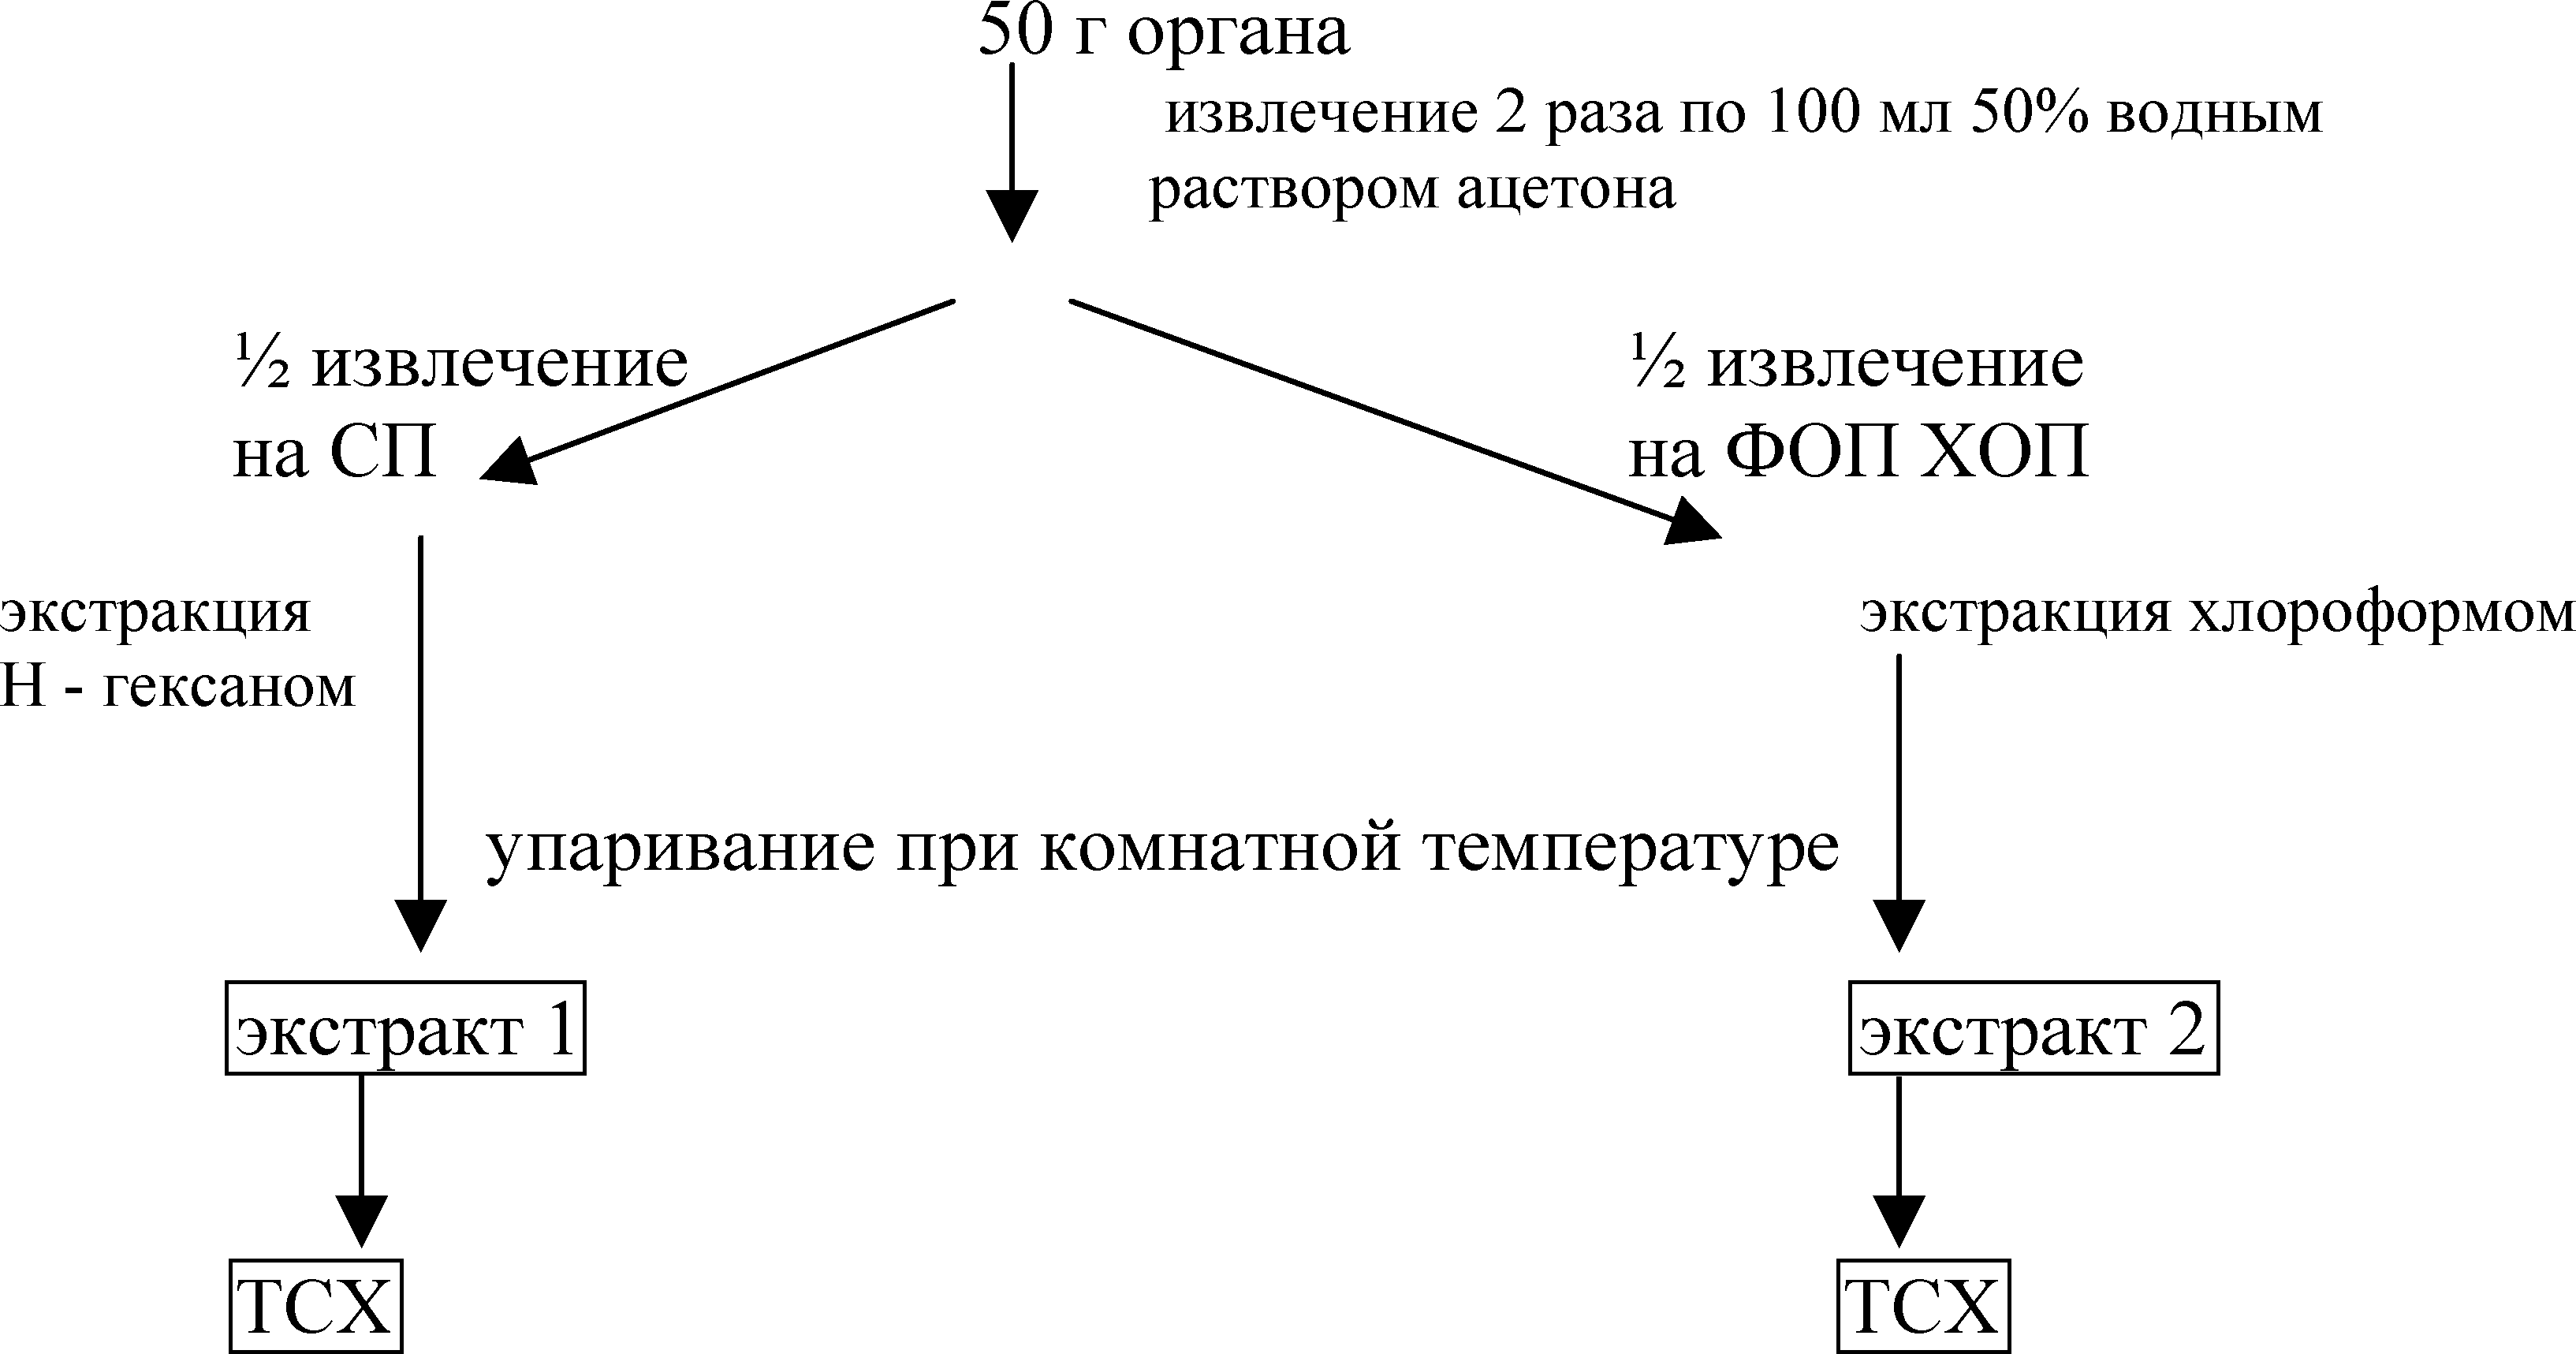 50 г органа
извлечение 2 раза по 100 мл 50% водным
раствором ацетона
½ извлечение
на СП
½ извлечение
на ФОП ХОП
экстракция
Н - гексаном
экстракция хлороформом
упаривание при комнатной температуре
экстракт 1
экстракт 2
ТСХ
ТСХ